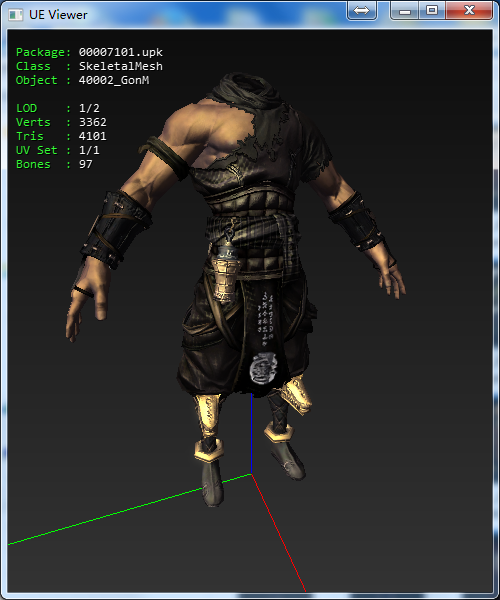 UE Viewer
Package: 00007101.upk
Class : SkeletalMesh
Object : 40002_GonM
LOD : 1/2
Verts : 3362
Tris : 4101
UV Set : 1/1
Bones : 97